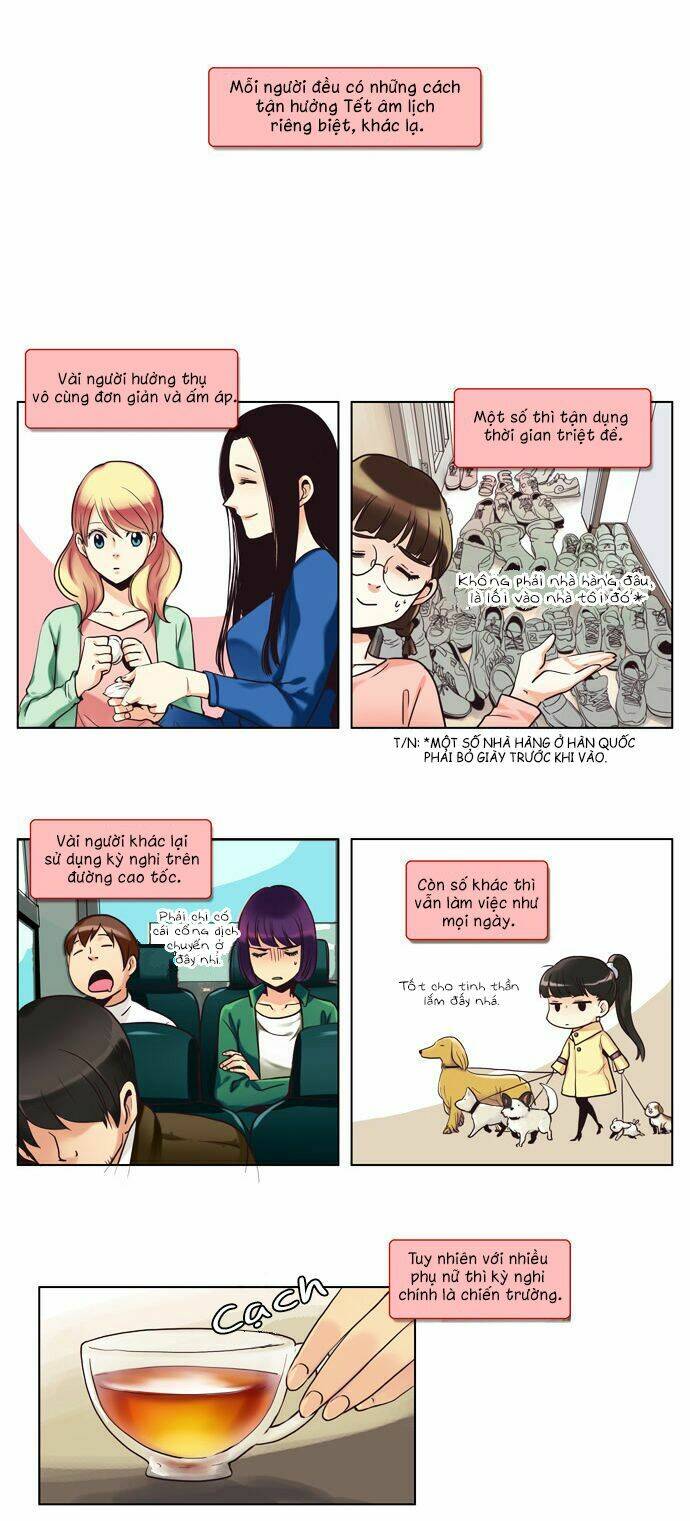 Mỗi người đều có những cách
tận hưởng Tết âm lịch
riêng biệt, khác lạ.
Vài người hưởng thụ
vô cùng đơn giản và ấm áp.
Một số thì tận dụng
thời gian triệt để.
Không phải nhà hàng đâu,
là lối vào nhà tôi đó*
T/N: *MỘT SỐ NHÀ HÀNG Ở HÀN QUỐC
PHẢI BỎ GIÀY TRƯỚC KHI VÀO.
Vài người khác lại
sử dụng kỳ nghỉ trên
đường cao tốc.
Phải chi có
cái cổng dịch
chuyển ở
đây nhỉ.
Còn số khác thì
vẫn làm việc như
mọi ngày.
Tốt cho tinh thần
lắm đấy nhá.
Tuy nhiên với nhiều
phụ nữ thì kỳ nghỉ
chính là chiến trường.
Cạch